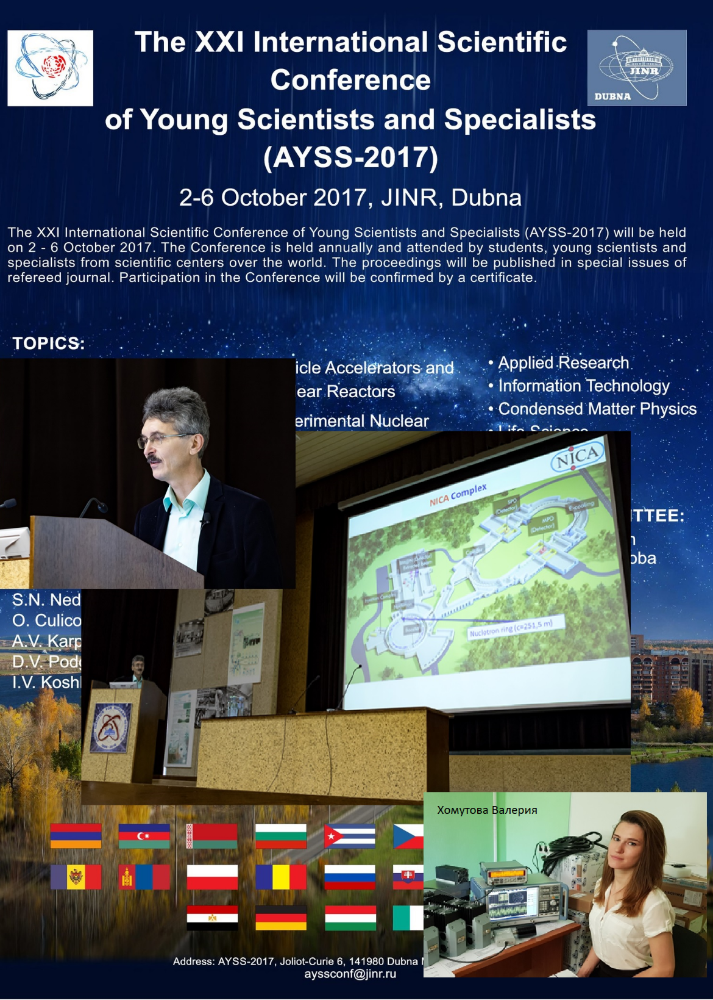 The XXI International Scientific
Conference
of Young Scientists and Specialists
(AYSS-2017)
JINR
DUBNA
2-6 October 2017, JINR, Dubna
The XXI International Scientific Conference of Young Scientists and Specialists (AYSS-2017) will be held
on 2 - 6 October 2017. The Conference is held annually and attended by students, young scientists and
specialists from scientific centers over the world. The proceedings will be published in special issues of
refereed journal. Participation in the Conference will be confirmed by a certificate.
TOPICS:
icle Accelerators and
ear Reactors
erimental Nuclear
• Applied Research
• Information Technology
• Condensed Matter Physics
• Life Science
NICA
NICA Complex
SPD
(Detector)
E-cooling
MPD
(Detector)
Collider
Extracted beam
Nuclotron ring (c=251,5 m)
ITTEE:
oba
S.N. Ned
O. Culico
A.V. Karp
D.V. Podg
I.V. Koshl
Хомутова Валерия
Address: AYSS-2017, Joliot-Curie 6, 141980 Dubna
ayssconf@jinr.ru